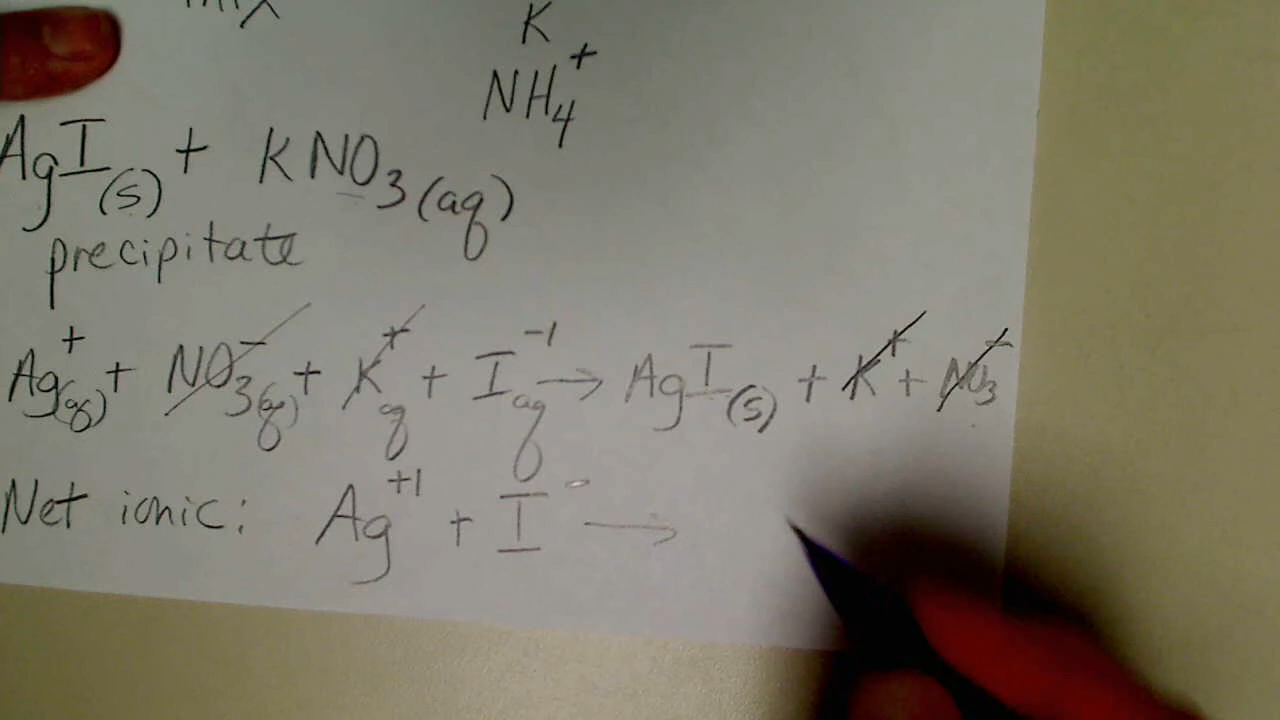 K
NH₄⁺
AgI(s) + KNO₃(aq)
precipitate
Ag⁺(aq) + NO₃⁻(aq) + K⁺aq + I⁻¹aq → AgI(s) + K⁺ + NO₃⁻
Net ionic: Ag⁺¹ + I⁻ →